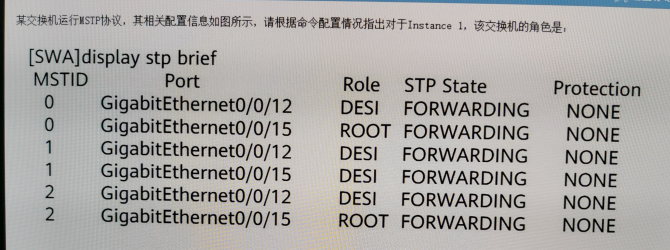 某交换机运行MSTP协议，其相关配置信息如图所示，请根据命令配置情况指出对于Instance 1，该交换机的角色是：
[SWA]display stp brief
MSTID Port Role STP State Protection
0 GigabitEthernet0/0/12 DESI FORWARDING NONE
0 GigabitEthernet0/0/15 ROOT FORWARDING NONE
1 GigabitEthernet0/0/12 DESI FORWARDING NONE
1 GigabitEthernet0/0/15 DESI FORWARDING NONE
2 GigabitEthernet0/0/12 DESI FORWARDING NONE
2 GigabitEthernet0/0/15 ROOT FORWARDING NONE